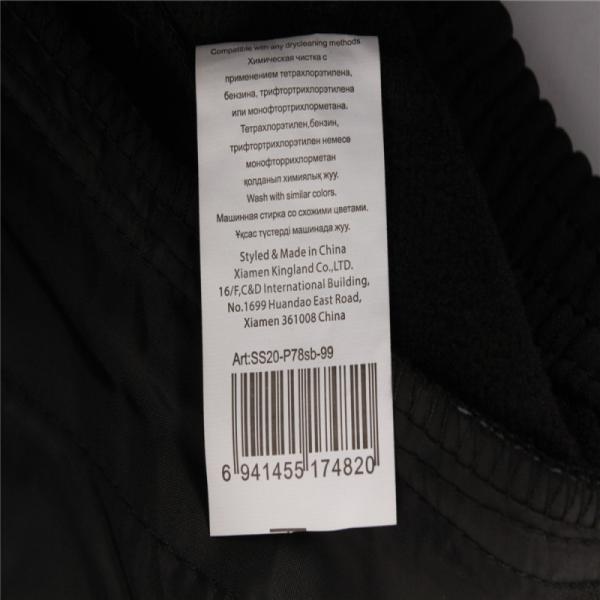 Compatible with any drycleaning methods.
Химическая чистка с
применением тетрахлорэтилена,
бензина, трифтортрихлорэтилена
или монофтортрихлорметана.
Тетрахлорэтилен,бензин,
трифтортрихлорэтилен немесе
монофторрихлорметан
қолданып химиялық жуу.
Wash with similar colors.
Машинная стирка со схожими цветами.
Ұқсас түстерді машинада жуу.
Styled & Made in China
Xiamen Kingland Co.,LTD.
16/F,C&D International Building,
No.1699 Huandao East Road,
Xiamen 361008 China
Art:SS20-P78sb-99
6 941455 174820